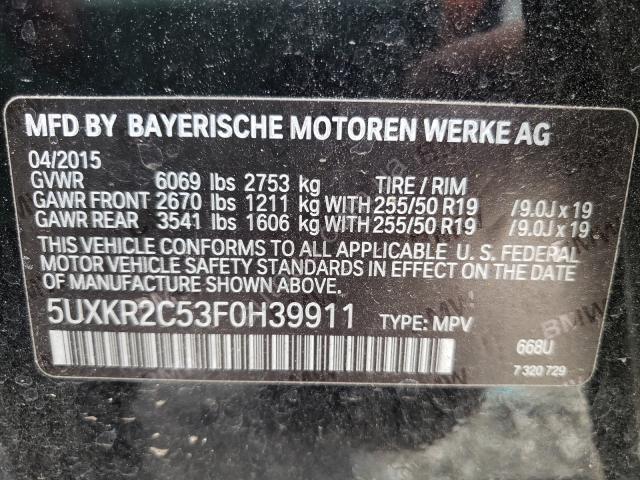 MFD BY BAYERISCHE MOTOREN WERKE AG
04/2015
GVWR 6069 lbs 2753 kg TIRE / RIM
GAWR FRONT 2670 lbs 1211 kg WITH 255/50 R19 /9.0J x 19
GAWR REAR 3541 lbs 1606 kg WITH 255/50 R19 /9.0J x 19
THIS VEHICLE CONFORMS TO ALL APPLICABLE U. S. FEDERAL
MOTOR VEHICLE SAFETY STANDARDS IN EFFECT ON THE
DATE OF MANUFACTURE SHOWN ABOVE.
5UXKR2C53F0H39911 TYPE: MPV
668U
7 320 729